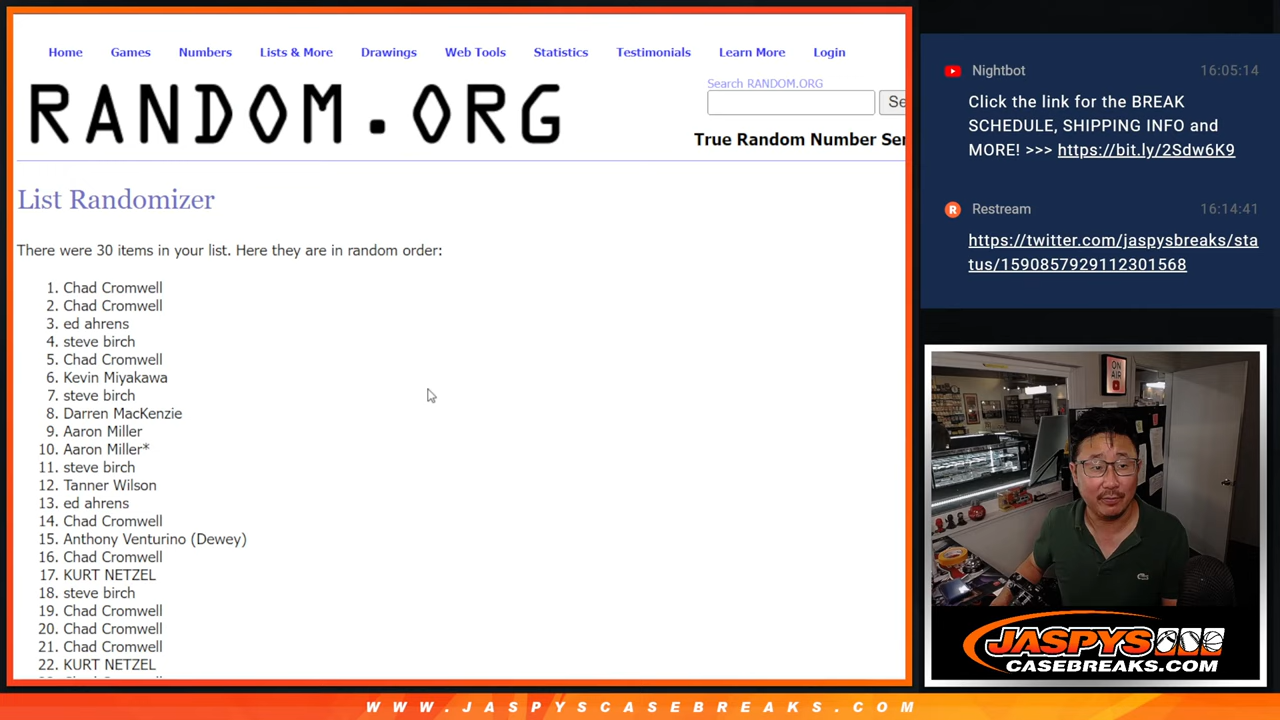 Home Games Numbers Lists & More Drawings Web Tools Statistics Testimonials Learn More Login
RANDOM.ORG
Search RANDOM.ORG
Se
True Random Number Ser
List Randomizer
There were 30 items in your list. Here they are in random order:
1. Chad Cromwell
2. Chad Cromwell
3. ed ahrens
4. steve birch
5. Chad Cromwell
6. Kevin Miyakawa
7. steve birch
8. Darren MacKenzie
9. Aaron Miller
10. Aaron Miller*
11. steve birch
12. Tanner Wilson
13. ed ahrens
14. Chad Cromwell
15. Anthony Venturino (Dewey)
16. Chad Cromwell
17. KURT NETZEL
18. steve birch
19. Chad Cromwell
20. Chad Cromwell
21. Chad Cromwell
22. KURT NETZEL
Nightbot 16:05:14
Click the link for the BREAK
SCHEDULE, SHIPPING INFO and
MORE! >>> https://bit.ly/2Sdw6K9
Restream 16:14:41
https://twitter.com/jaspysbreaks/sta
tus/1590857929112301568
ON
AIR
JASPYS
CASEBREAKS.COM
WWW.JASPYSCASEBREAKS.COM